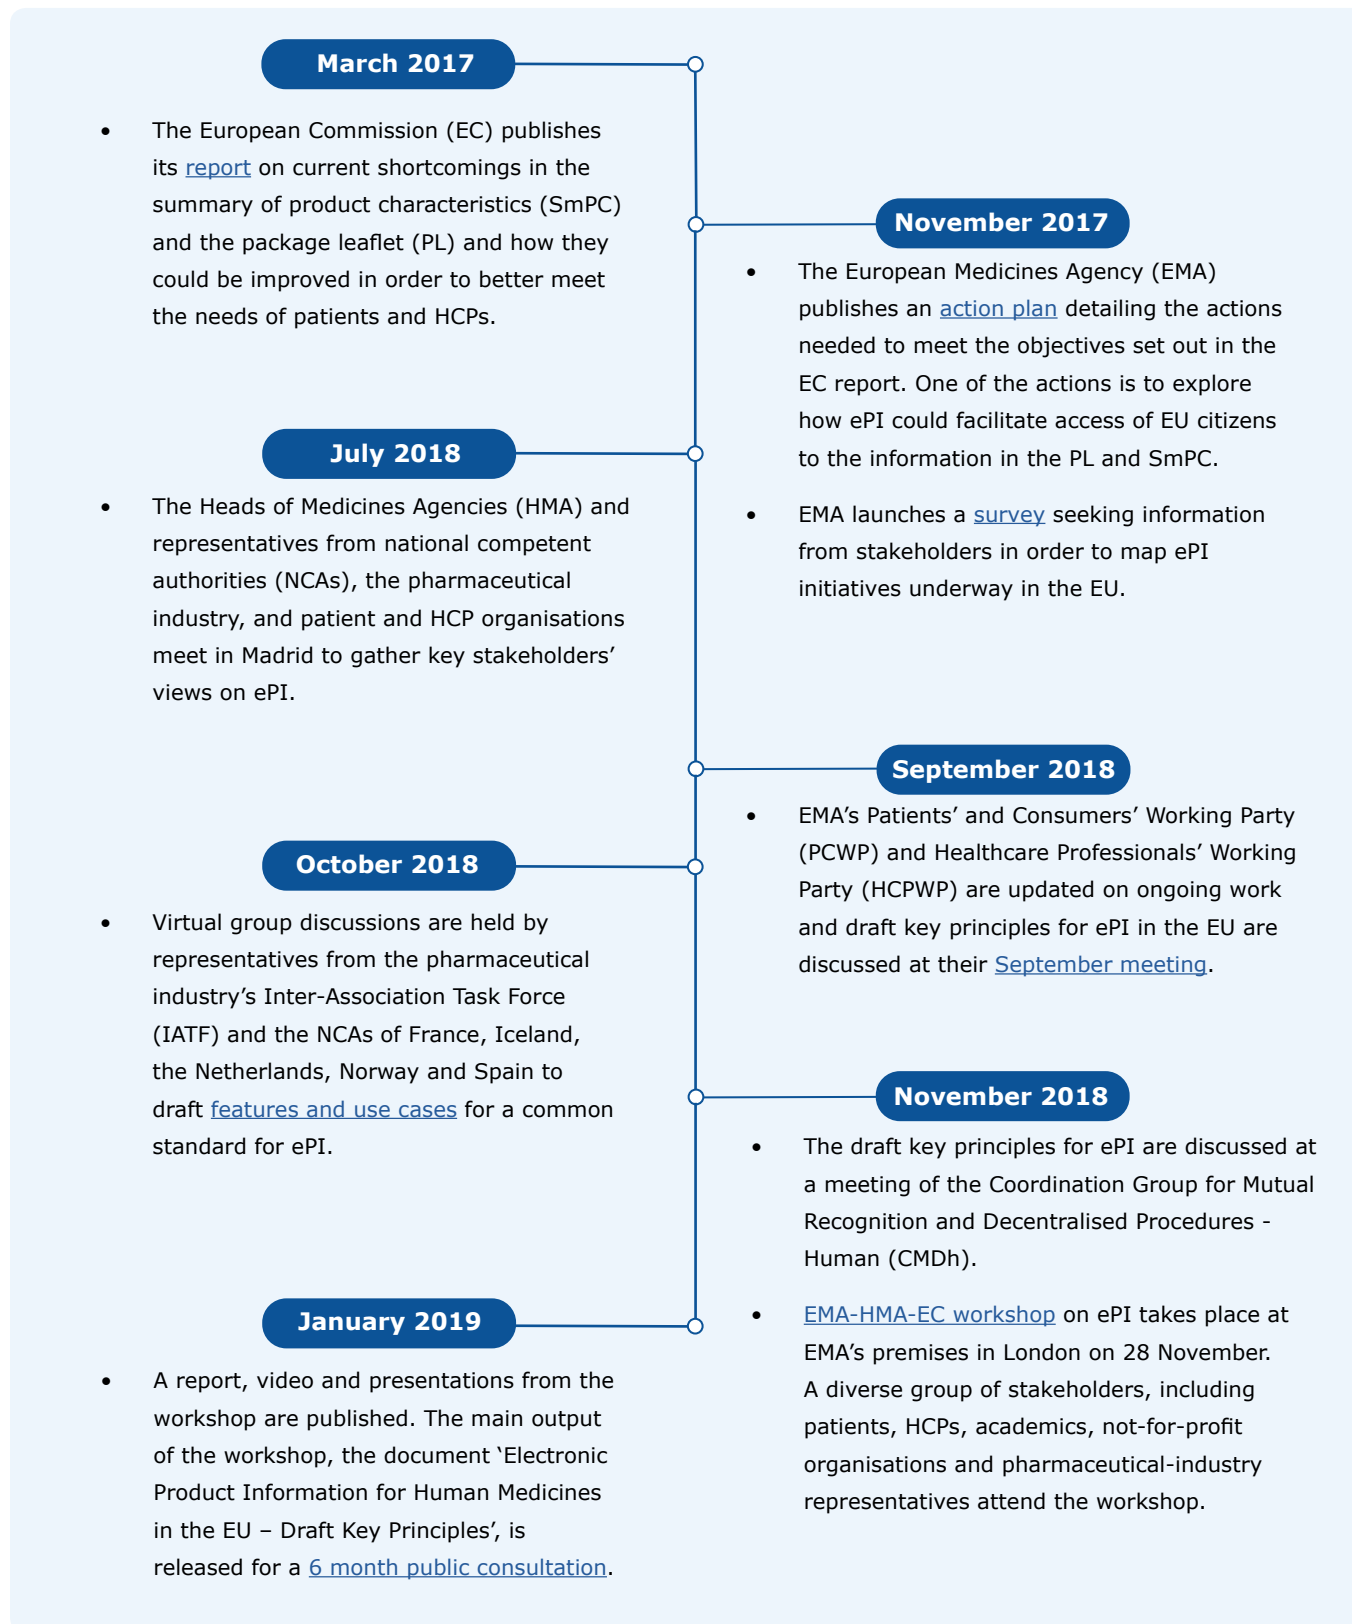 March 2017
• The European Commission (EC) publishes
its report on current shortcomings in the
summary of product characteristics (SmPC)
and the package leaflet (PL) and how they
could be improved in order to better meet
the needs of patients and HCPs.
November 2017
• The European Medicines Agency (EMA)
publishes an action plan detailing the actions
needed to meet the objectives set out in the
EC report. One of the actions is to explore
how ePI could facilitate access of EU citizens
to the information in the PL and SmPC.
• EMA launches a survey seeking information
from stakeholders in order to map ePI
initiatives underway in the EU.
July 2018
• The Heads of Medicines Agencies (HMA) and
representatives from national competent
authorities (NCAs), the pharmaceutical
industry, and patient and HCP organisations
meet in Madrid to gather key stakeholders’
views on ePI.
September 2018
• EMA’s Patients’ and Consumers’ Working Party
(PCWP) and Healthcare Professionals’ Working
Party (HCPWP) are updated on ongoing work
and draft key principles for ePI in the EU are
discussed at their September meeting.
October 2018
• Virtual group discussions are held by
representatives from the pharmaceutical
industry’s Inter-Association Task Force
(IATF) and the NCAs of France, Iceland,
the Netherlands, Norway and Spain to
draft features and use cases for a common
standard for ePI.
November 2018
• The draft key principles for ePI are discussed at
a meeting of the Coordination Group for Mutual
Recognition and Decentralised Procedures -
Human (CMDh).
• EMA-HMA-EC workshop on ePI takes place at
EMA’s premises in London on 28 November.
A diverse group of stakeholders, including
patients, HCPs, academics, not-for-profit
organisations and pharmaceutical-industry
representatives attend the workshop.
January 2019
• A report, video and presentations from the
workshop are published. The main output
of the workshop, the document ‘Electronic
Product Information for Human Medicines
in the EU – Draft Key Principles’, is
released for a 6 month public consultation.